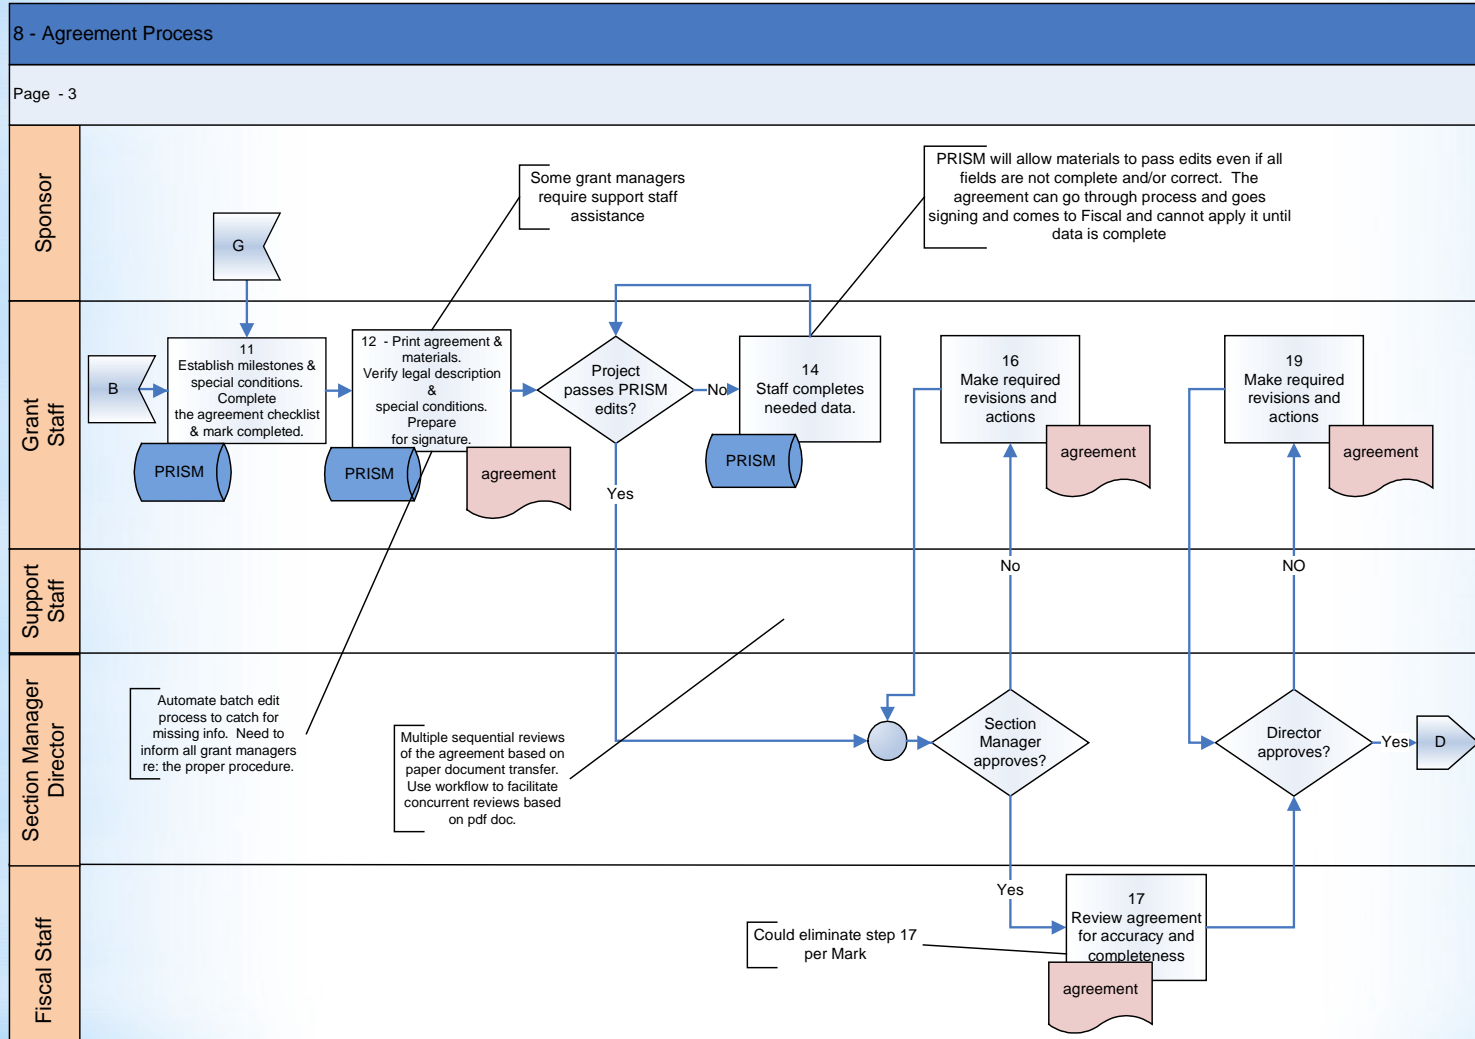 8 - Agreement Process
Page - 3
Sponsor
G
Some grant managers
require support staff
assistance
PRISM will allow materials to pass edits even if all
fields are not complete and/or correct. The
agreement can go through process and goes
signing and comes to Fiscal and cannot apply it until
data is complete
Grant
Staff
B
11
Establish milestones &
special conditions.
Complete
the agreement checklist
& mark completed.
PRISM
12 - Print agreement &
materials.
Verify legal description
&
special conditions.
Prepare
for signature.
PRISM
agreement
Project
passes PRISM
edits?
No
Yes
14
Staff completes
needed data.
PRISM
16
Make required
revisions and
actions
agreement
19
Make required
revisions and
actions
agreement
Support
Staff
No
NO
Section Manager
Director
Automate batch edit
process to catch for
missing info. Need to
inform all grant managers
re: the proper procedure.
Multiple sequential reviews
of the agreement based on
paper document transfer.
Use workflow to facilitate
concurrent reviews based
on pdf doc.
Section
Manager
approves?
Director
approves?
Yes
D
Fiscal Staff
Yes
Could eliminate step 17
per Mark
17
Review agreement
for accuracy and
completeness
agreement